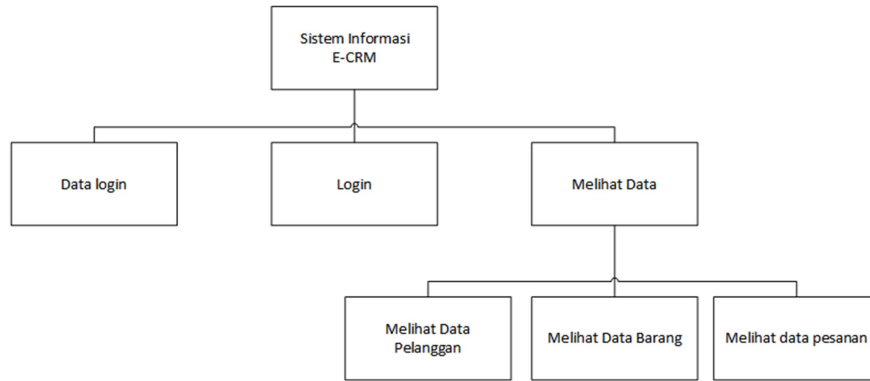 Sistem Informasi
E-CRM
Data login
Login
Melihat Data
Melihat Data
Pelanggan
Melihat Data Barang
Melihat data pesanan